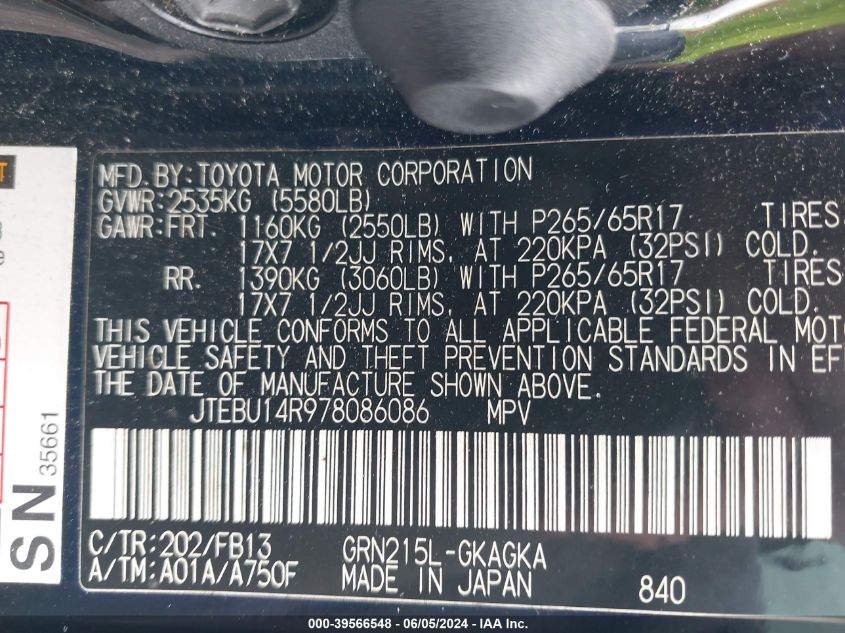 MFD. BY: TOYOTA MOTOR CORPORATION
GVWR: 2535KG (5580LB)
GAWR: FRT. 1160KG (2550LB) WITH P265/65R17 TIRES
17X7 1/2JJ RIMS, AT 220KPA (32PSI) COLD.
RR. 1390KG (3060LB) WITH P265/65R17 TIRES
17X7 1/2JJ RIMS, AT 220KPA (32PSI) COLD.
THIS VEHICLE CONFORMS TO ALL APPLICABLE FEDERAL MOT
VEHICLE SAFETY AND THEFT PREVENTION STANDARDS IN EF
THE DATE OF MANUFACTURE SHOWN ABOVE.
JTEBU14R978086086 MPV
C/TR: 202/FB13 GRN215L-GKAGKA
A/TM: A01A/A750F MADE IN JAPAN 840
SN 35661
000-39566548 - 06/05/2024 - IAA Inc.